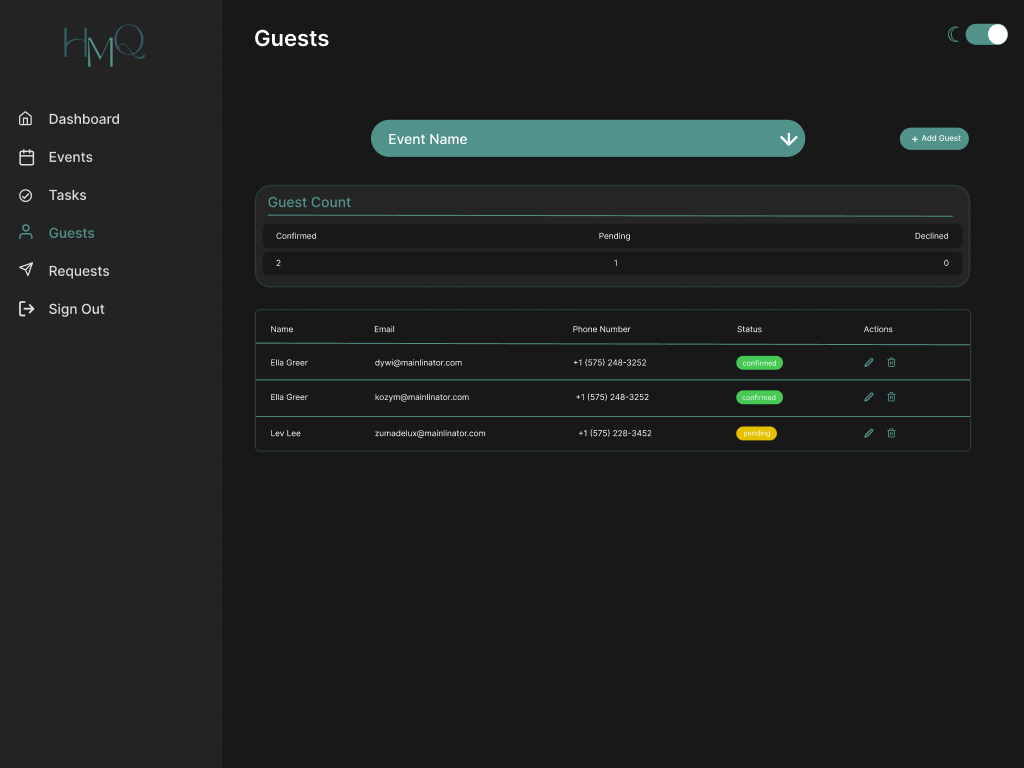 HMQ
Guests
Dashboard
Events
Tasks
Guests
Requests
Sign Out
Event Name
+ Add Guest
Guest Count
Confirmed Pending Declined
2 1 0
Name Email Phone Number Status Actions
Ella Greer dywi@mainlinator.com +1 (575) 248-3252 confirmed
Ella Greer kozym@mainlinator.com +1 (575) 248-3252 confirmed
Lev Lee zumadelux@mainlinator.com +1 (575) 228-3452 pending